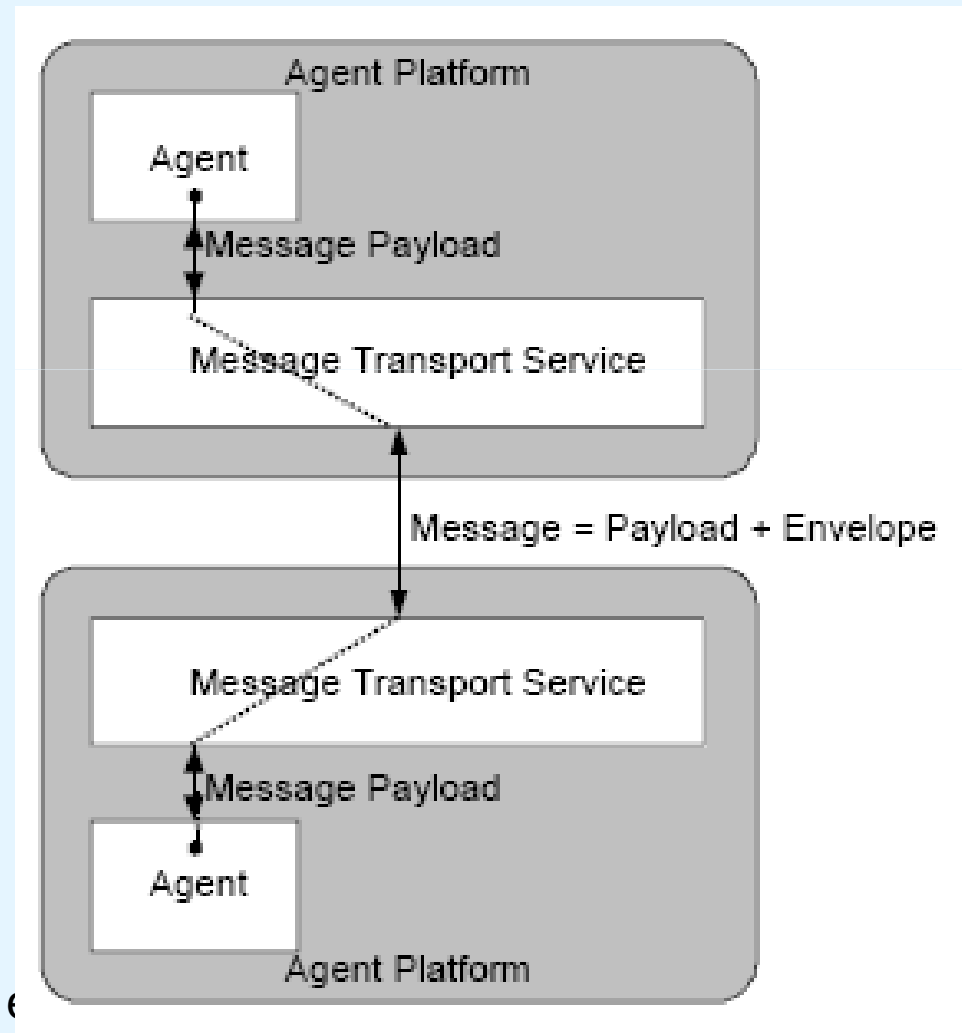 Agent Platform
Agent
Message Payload
Message Transport Service
Message = Payload + Envelope
Message Transport Service
Message Payload
Agent
Agent Platform